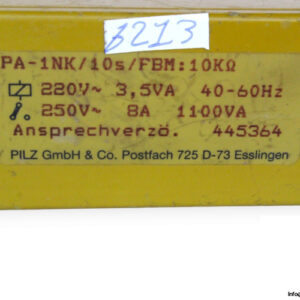 6213
PA-1NK/10s/FBM:10KΩ
220V~ 3,5VA 40-60Hz
250V~ 8A 1100VA
Ansprechverzö. 445364
PILZ GmbH & Co. Postfach 725 D-73 Esslingen